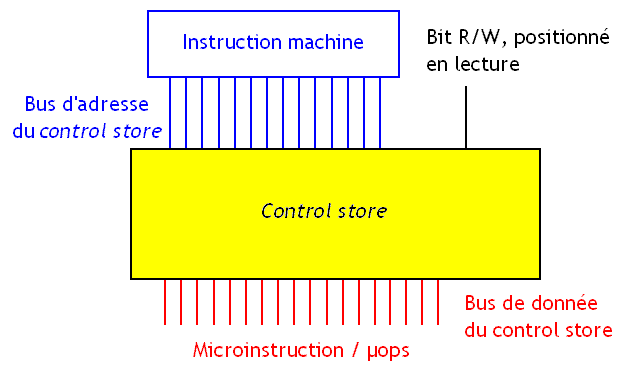 Instruction machine
Bit R/W, positionné
en lecture
Bus d'adresse
du control store
Control store
Bus de donnée
du control store
Microinstruction / μops